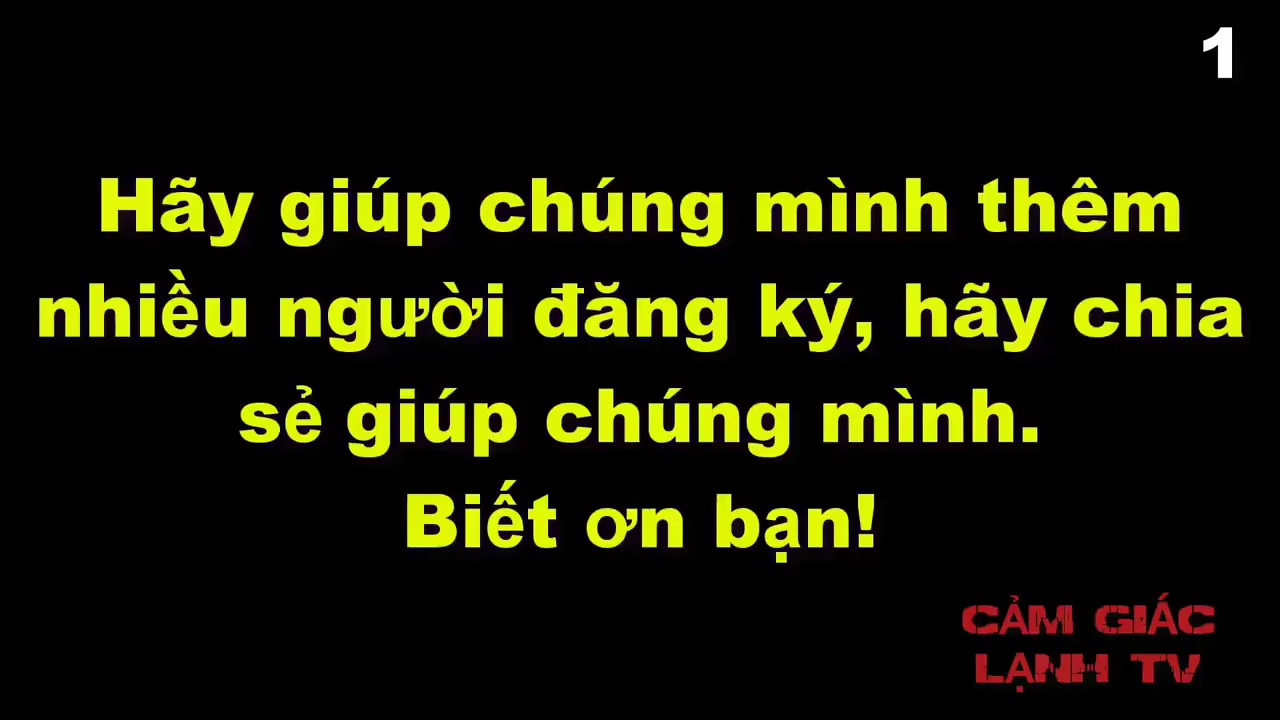 1
Hãy giúp chúng mình thêm
nhiều người đăng ký, hãy chia
sẻ giúp chúng mình.
Biết ơn bạn!
CẢM GIÁC
LẠNH TV